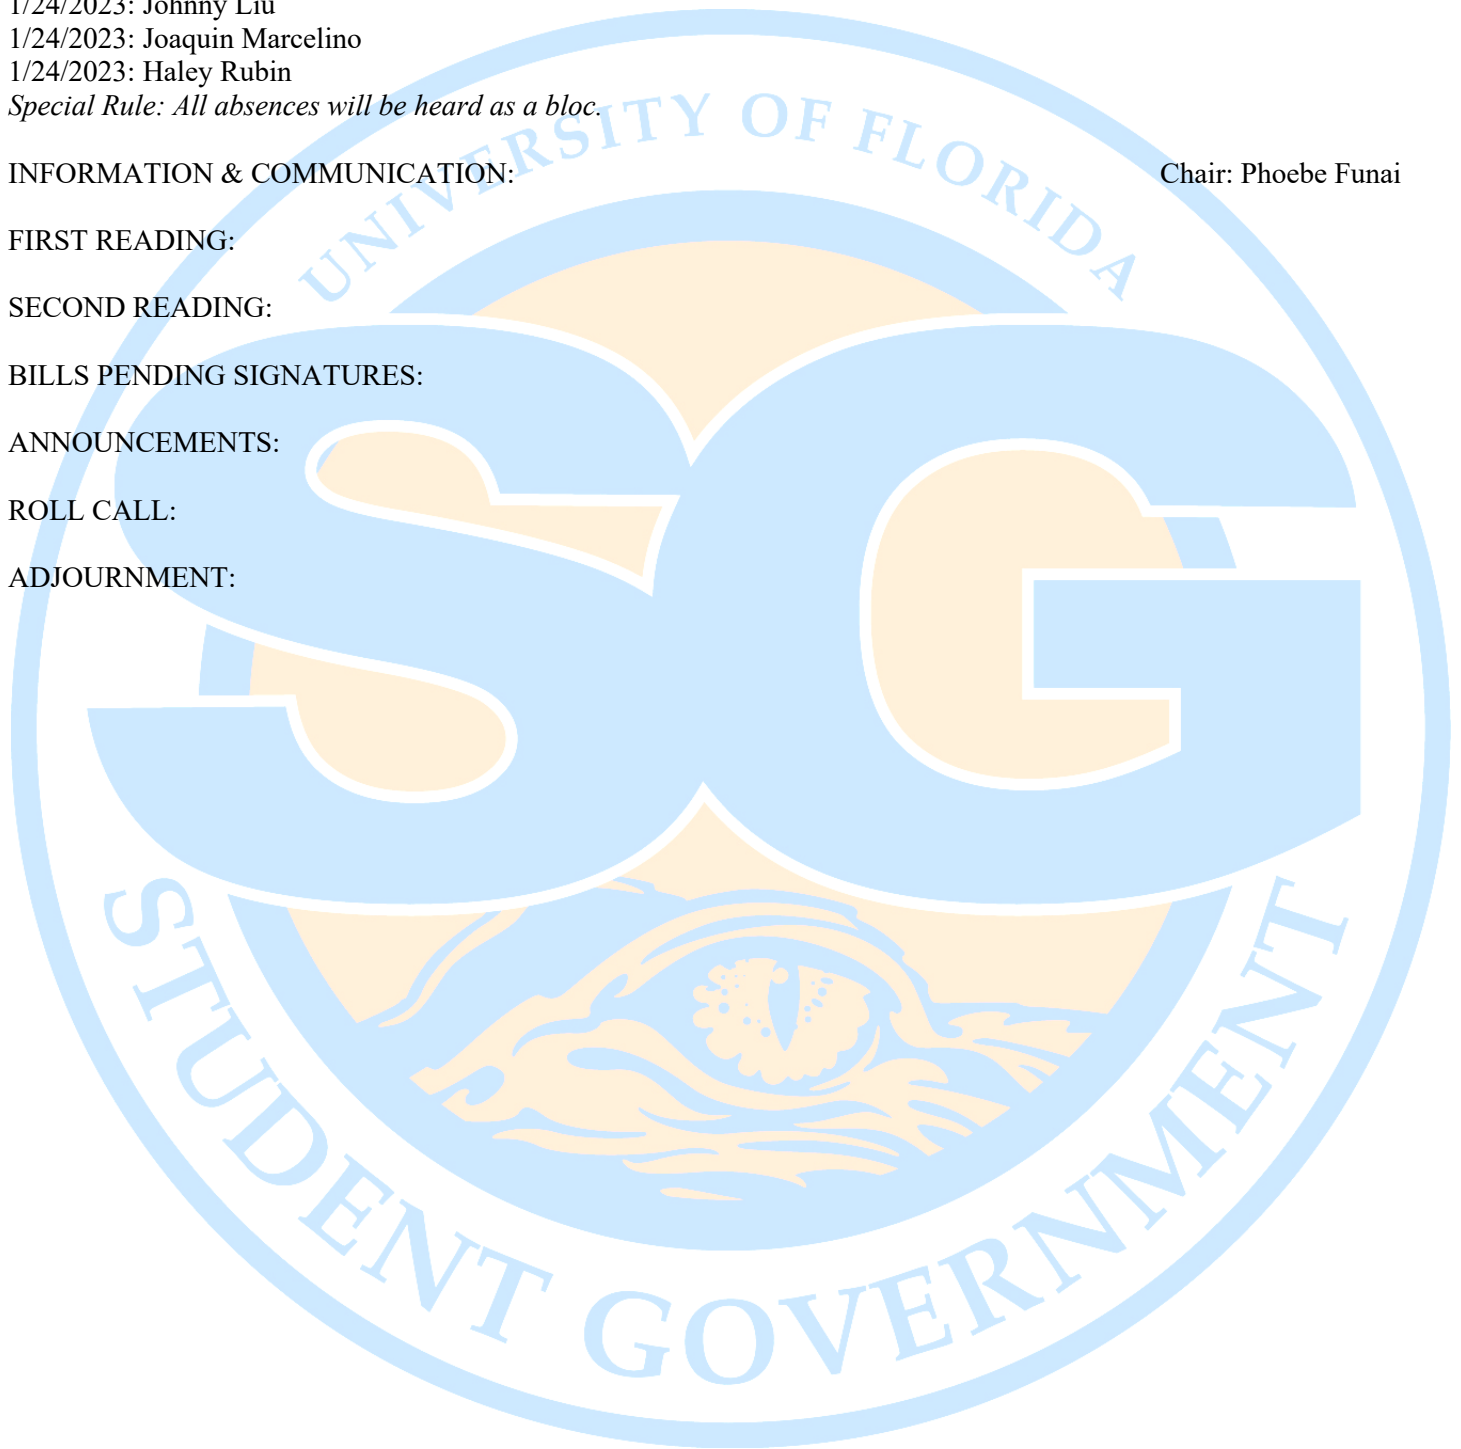 1/24/2023: Johnny Liu
1/24/2023: Joaquin Marcelino
1/24/2023: Haley Rubin
Special Rule: All absences will be heard as a bloc.
INFORMATION & COMMUNICATION: Chair: Phoebe Funai
FIRST READING:
SECOND READING:
BILLS PENDING SIGNATURES:
ANNOUNCEMENTS:
ROLL CALL:
ADJOURNMENT:
UNIVERSITY OF FLORIDA
SG
STUDENT GOVERNMENT